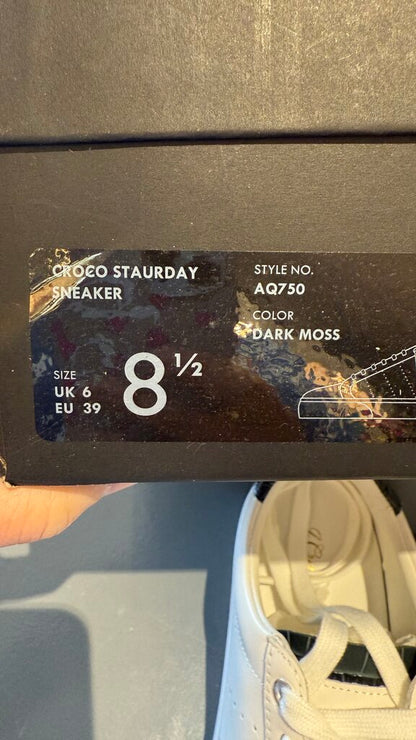 CROCO STAURDAY
SNEAKER
STYLE NO.
AQ750
COLOR
DARK MOSS
SIZE
UK 6
EU 39
8 ½